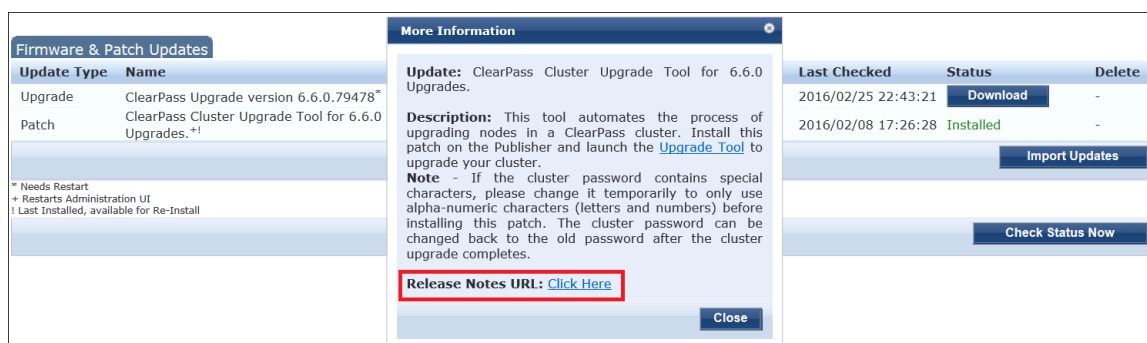 Firmware & Patch Updates
Update Type Name Last Checked Status Delete
Upgrade ClearPass Upgrade version 6.6.0.79478* 2016/02/25 22:43:21 Download -
Patch ClearPass Cluster Upgrade Tool for 6.6.0 Upgrades.+! 2016/02/08 17:26:28 Installed -
Import Updates
* Needs Restart
+ Restarts Administration UI
! Last Installed, available for Re-Install
Check Status Now
More Information
Update: ClearPass Cluster Upgrade Tool for 6.6.0
Upgrades.
Description: This tool automates the process of
upgrading nodes in a ClearPass cluster. Install this
patch on the Publisher and launch the Upgrade Tool to
upgrade your cluster.
Note - If the cluster password contains special
characters, please change it temporarily to only use
alpha-numeric characters (letters and numbers) before
installing this patch. The cluster password can be
changed back to the old password after the cluster
upgrade completes.
Release Notes URL: Click Here
Close